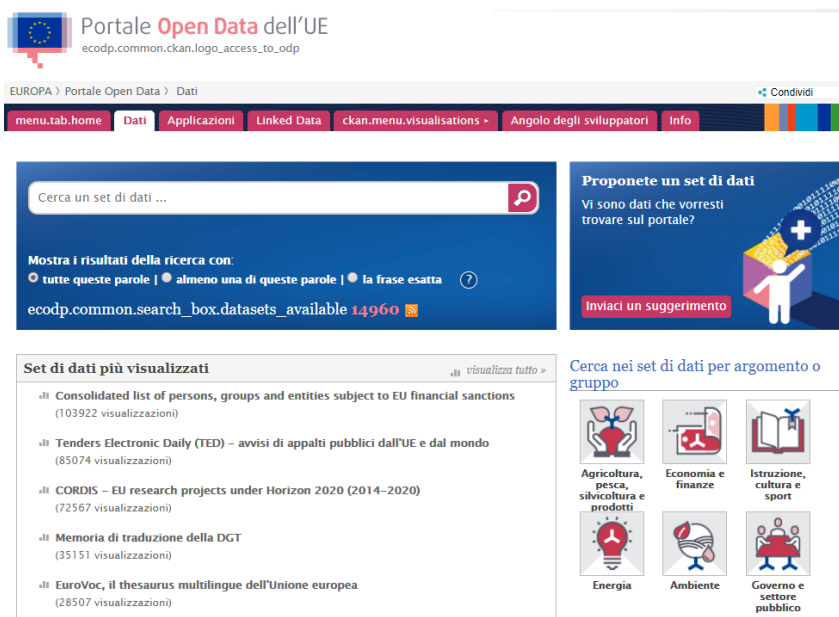 Portale Open Data dell'UE
ecodp.common.ckan.logo_access_to_odp
EUROPA > Portale Open Data > Dati
Condividi
menu.tab.home
Dati
Applicazioni
Linked Data
ckan.menu.visualisations
Angolo degli sviluppatori
Info
Cerca un set di dati ...
Mostra i risultati della ricerca con:
tutte queste parole | almeno una di queste parole | la frase esatta ?
ecodp.common.search_box.datasets_available 14960
Proponete un set di dati
Vi sono dati che vorresti
trovare sul portale?
Inviaci un suggerimento
Set di dati più visualizzati
visualizza tutto »
Consolidated list of persons, groups and entities subject to EU financial sanctions
(103922 visualizzazioni)
Tenders Electronic Daily (TED) – avvisi di appalti pubblici dall'UE e dal mondo
(85074 visualizzazioni)
CORDIS – EU research projects under Horizon 2020 (2014–2020)
(72567 visualizzazioni)
Memoria di traduzione della DGT
(35151 visualizzazioni)
EuroVoc, il thesaurus multilingue dell'Unione europea
(28507 visualizzazioni)
Cerca nei set di dati per argomento o
gruppo
Agricoltura,
pesca,
silvicoltura e
prodotti
Economia e
finanze
Istruzione,
cultura e
sport
Energia
Ambiente
Governo e
settore
pubblico